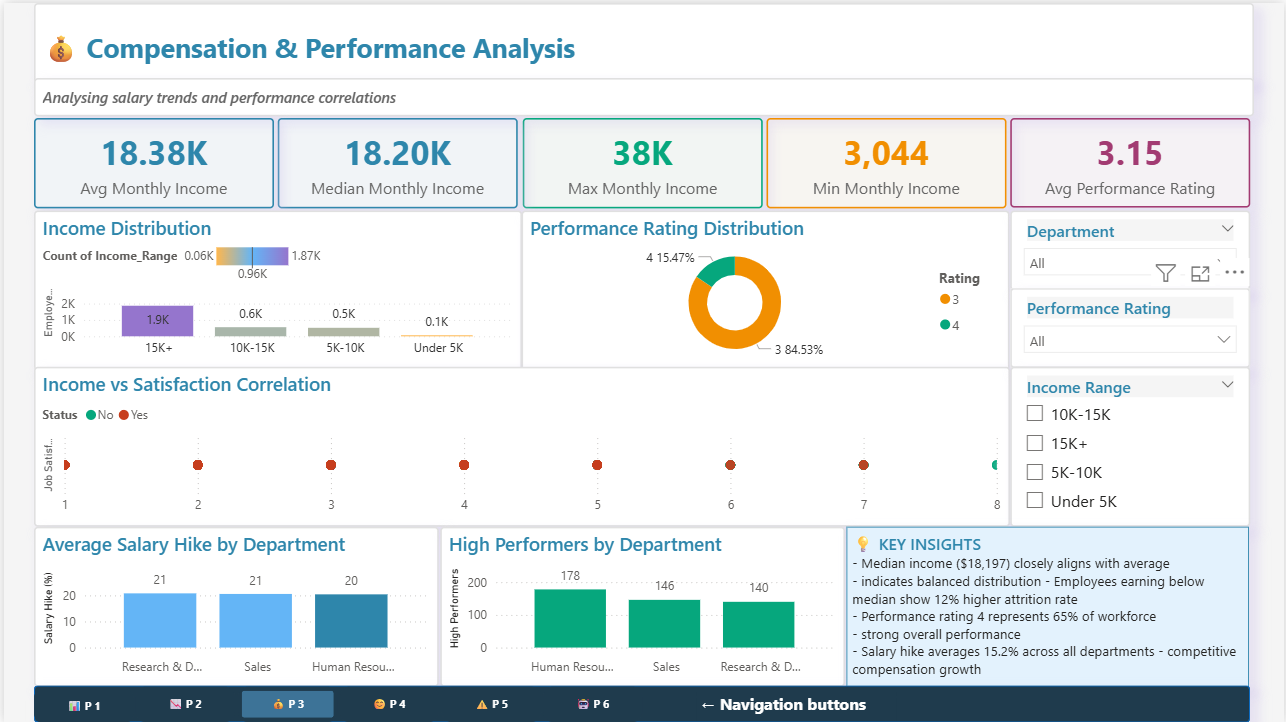 Compensation & Performance Analysis
Analysing salary trends and performance correlations
18.38K
Avg Monthly Income
18.20K
Median Monthly Income
38K
Max Monthly Income
3,044
Min Monthly Income
3.15
Avg Performance Rating
Income Distribution
Count of Income_Range 0.06K 1.87K
0.96K
Employe...
2K
1K
0K
1.9K
0.6K
0.5K
0.1K
15K+
10K-15K
5K-10K
Under 5K
Performance Rating Distribution
4 15.47%
3 84.53%
Rating
3
4
Department
All
Performance Rating
All
Income vs Satisfaction Correlation
Status No Yes
Job Satisf...
1 2 3 4 5 6 7 8
Income Range
10K-15K
15K+
5K-10K
Under 5K
Average Salary Hike by Department
Salary Hike (%)
20
10
0
21
21
20
Research & D...
Sales
Human Resou...
High Performers by Department
High Performers
200
100
0
178
146
140
Human Resou...
Sales
Research & D...
KEY INSIGHTS
- Median income ($18,197) closely aligns with average
- indicates balanced distribution - Employees earning below
median show 12% higher attrition rate
- Performance rating 4 represents 65% of workforce
- strong overall performance
- Salary hike averages 15.2% across all departments - competitive
compensation growth
P 1
P 2
P 3
P 4
P 5
P 6
← Navigation buttons